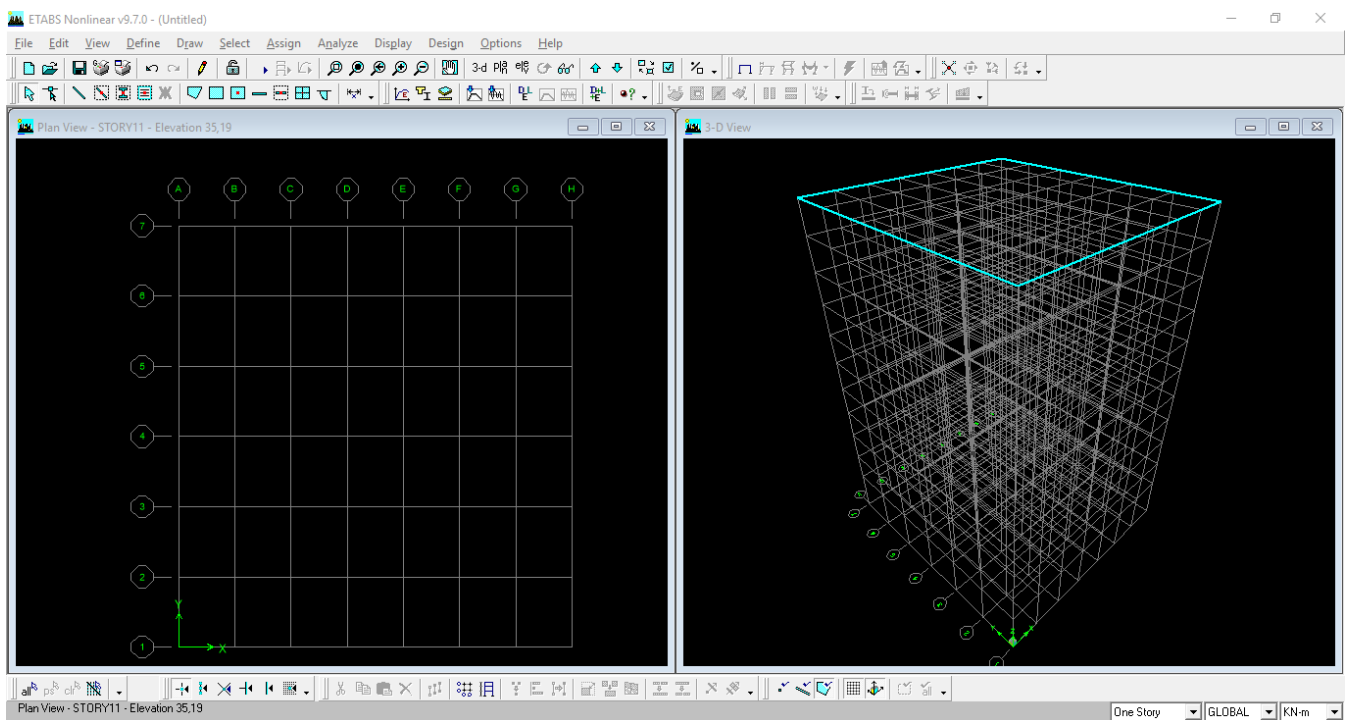 ETABS Nonlinear v9.7.0 - (Untitled)
File Edit View Define Draw Select Assign Analyze Display Design Options Help
3-d
Plan View - STORY11 - Elevation 35,19
3-D View
A B C D E F G H
7
6
5
4
3
2
Y
1
X
Y Z X
all
Plan View - STORY11 - Elevation 35,19
One Story GLOBAL KN-m